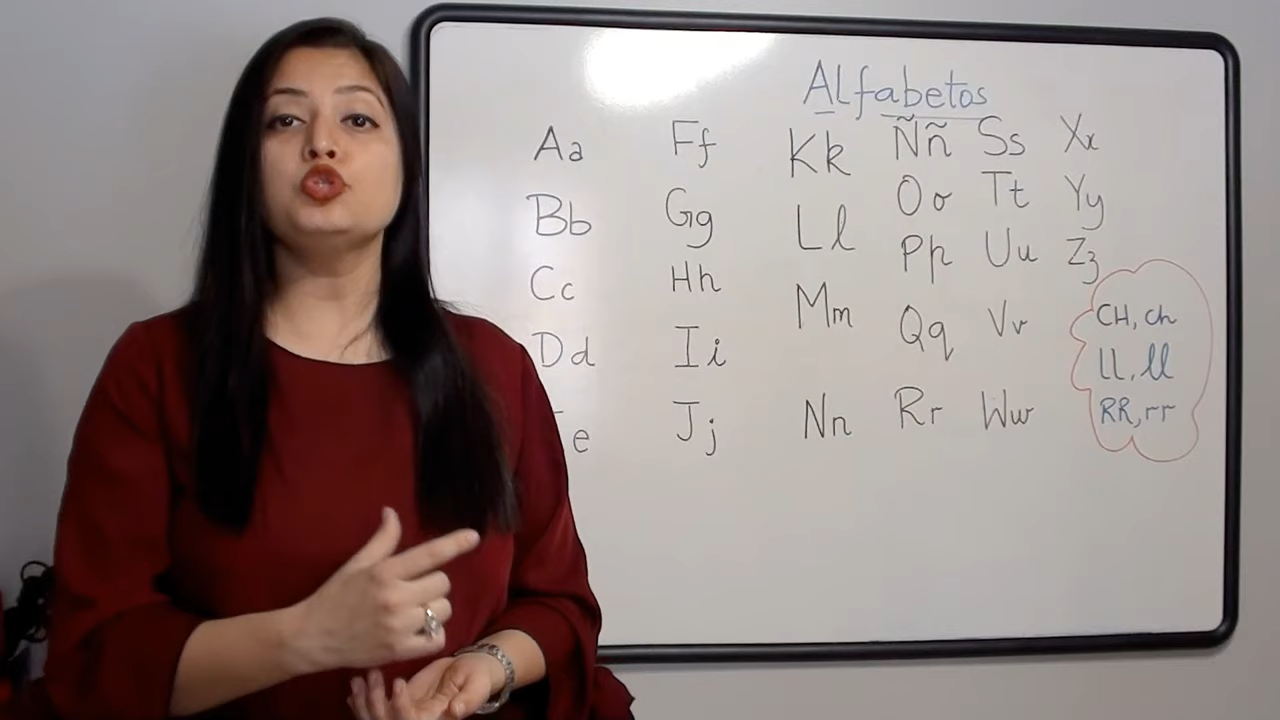 Alfabetos
Aa
Bb
Cc
Dd
e
Ff
Gg
Hh
Ii
Jj
Kk
Ll
Mm
Nn
Ññ
Oo
Pp
Qq
Rr
Ss
Tt
Uu
Vv
Ww
Xx
Yy
Zz
CH, ch
LL, ll
RR, rr